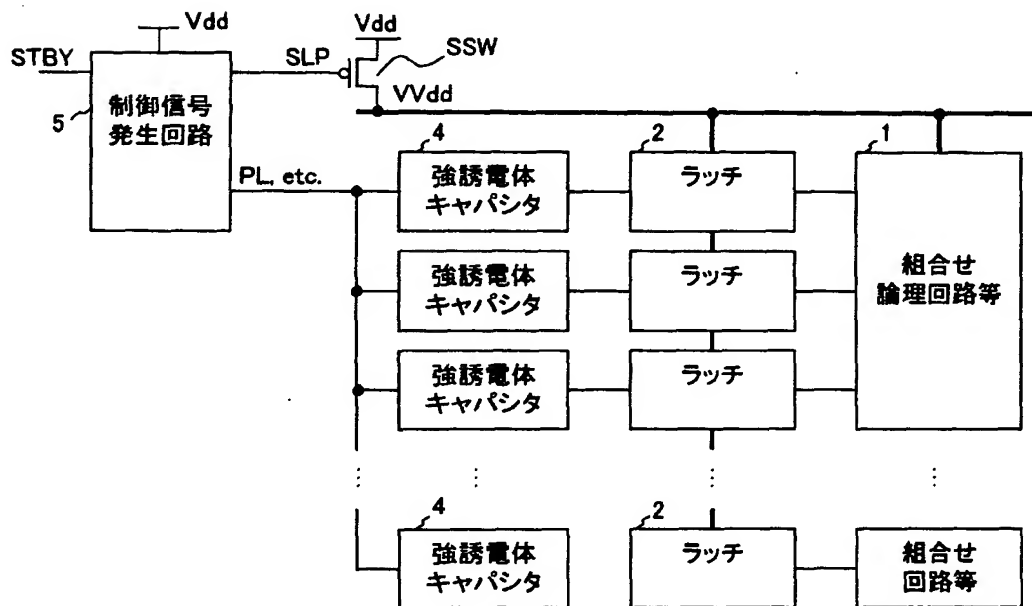 Vdd
STBY
制御信号
発生回路
5
SLP
Vdd
SSW
VVdd
PL, etc.
4
強誘電体
キャパシタ
2
ラッチ
1
組合せ
論理回路等
強誘電体
キャパシタ
ラッチ
強誘電体
キャパシタ
ラッチ
4
強誘電体
キャパシタ
2
ラッチ
組合せ
回路等